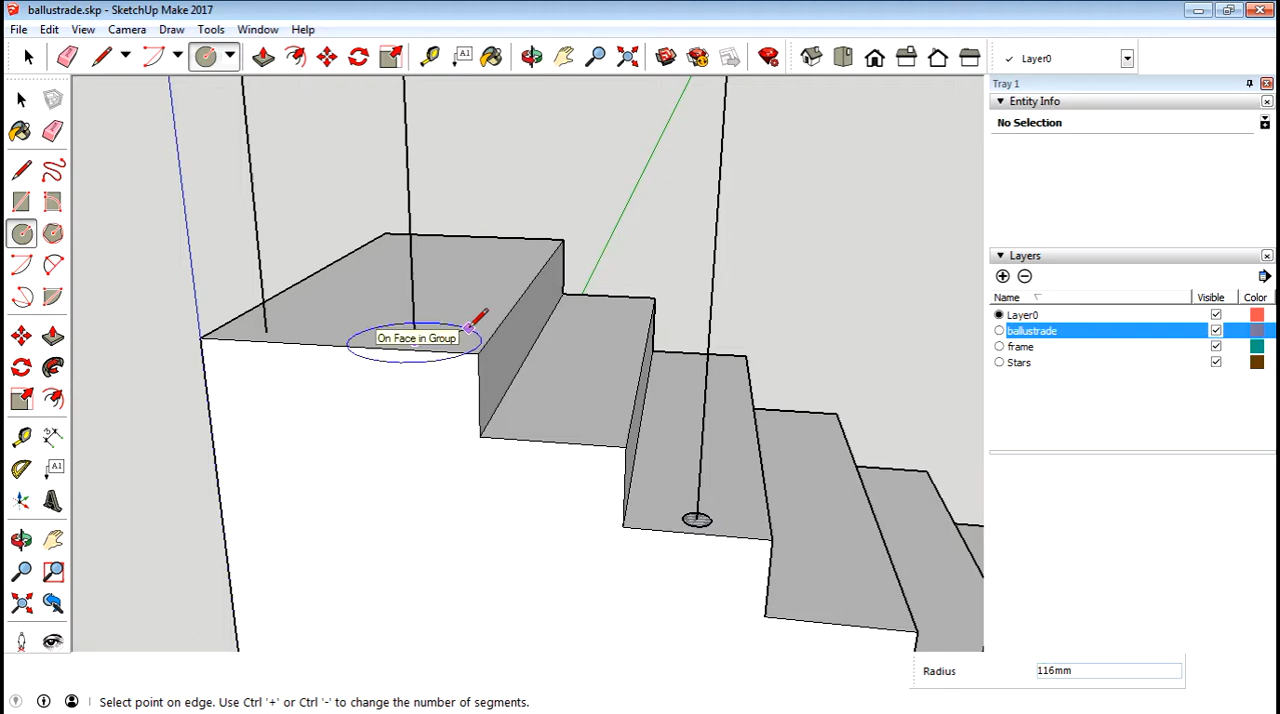 ballustrade.skp - SketchUp Make 2017
File Edit View Camera Draw Tools Window Help
A1
Layer0
Tray 1
Entity Info
No Selection
Layers
Name Visible Color
Layer0
ballustrade
frame
Stars
On Face in Group
A1
Radius 116mm
Select point on edge. Use Ctrl '+' or Ctrl '-' to change the number of segments.